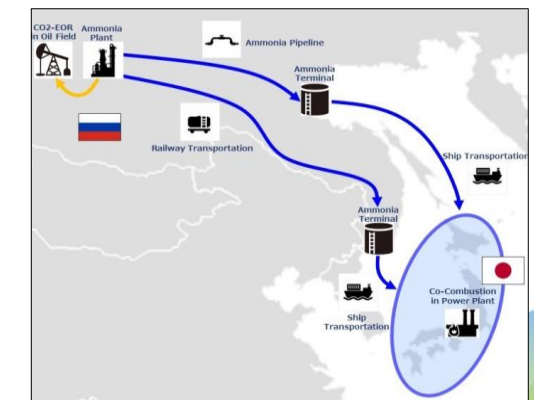 CO2-EOR
in Oil Field
Ammonia
Plant
Ammonia Pipeline
Ammonia
Terminal
Railway Transportation
Ship Transportation
Ammonia
Terminal
Co-Combustion
in Power Plant
Ship
Transportation